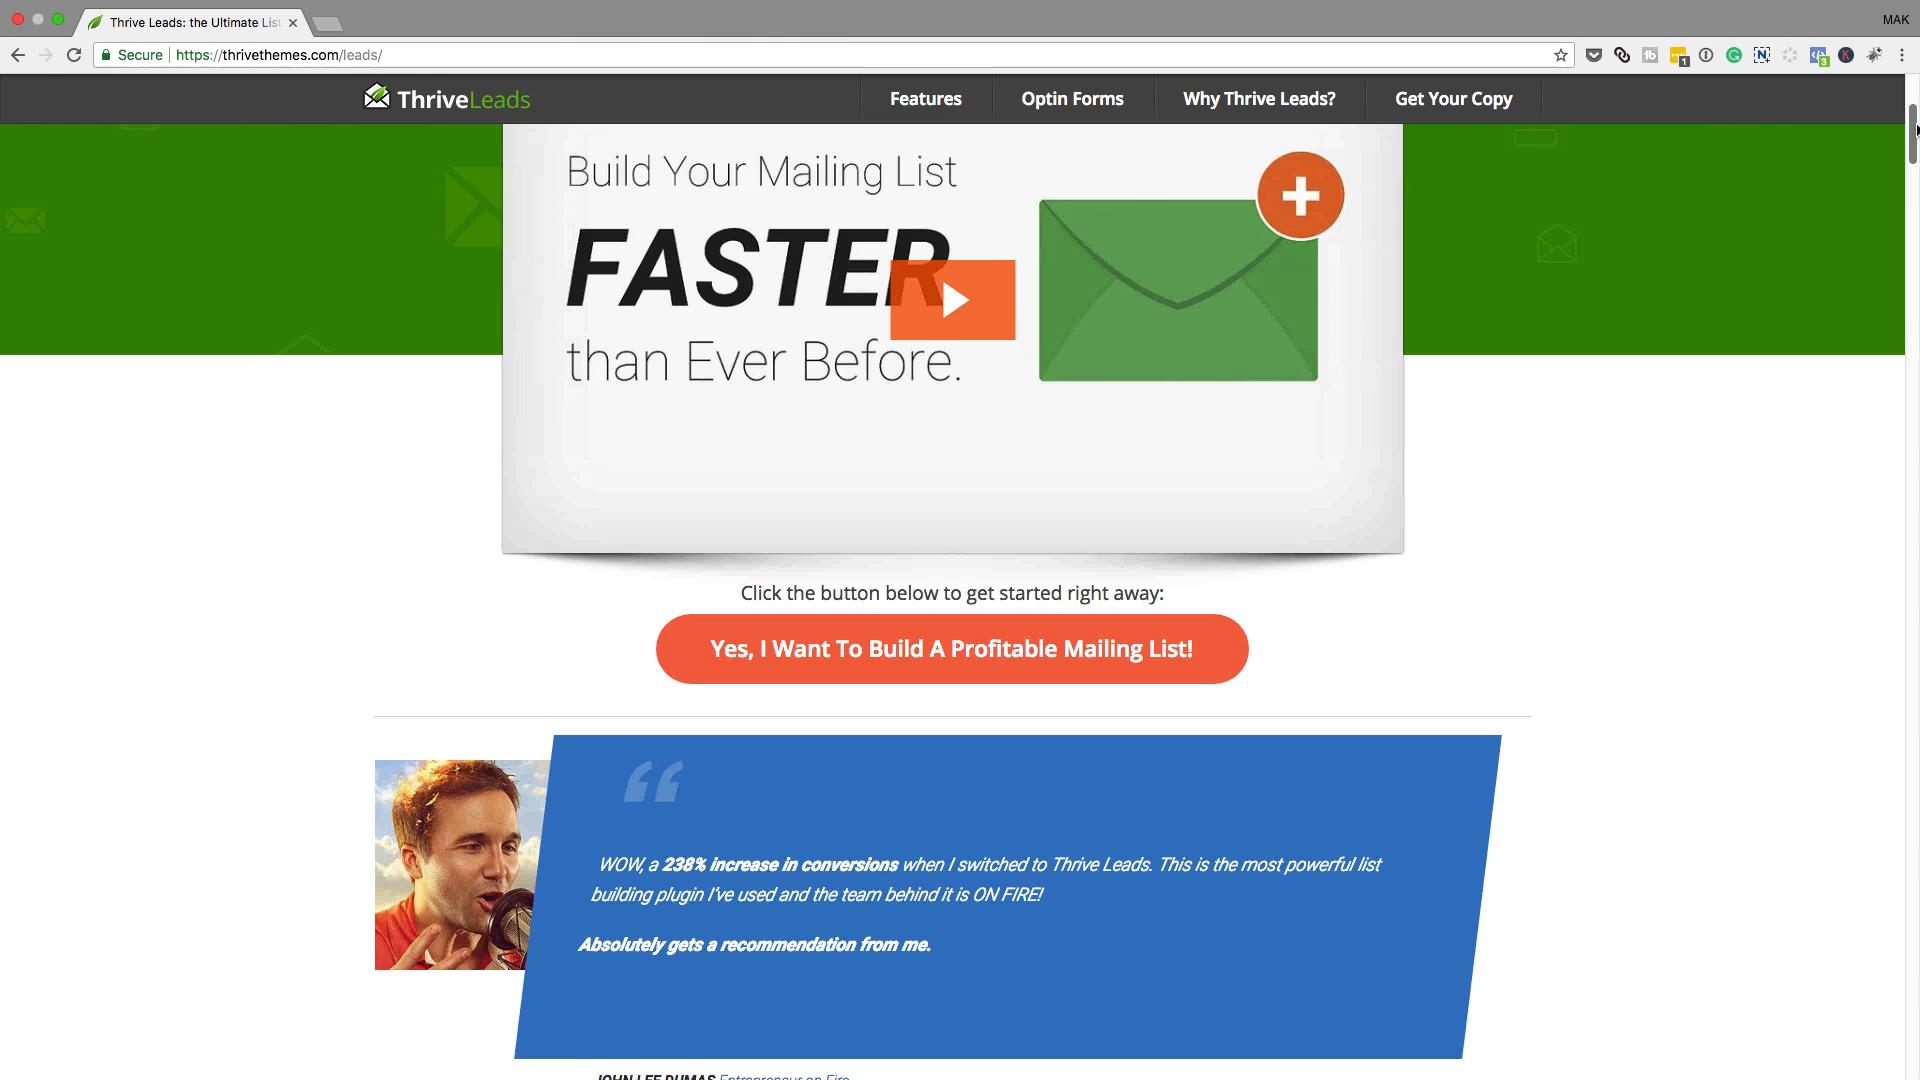 MAK
Thrive Leads: the Ultimate List
Secure | https://thrivethemes.com/leads/
ThriveLeads
Features
Optin Forms
Why Thrive Leads?
Get Your Copy
Build Your Mailing List
FASTER
than Ever Before.
Click the button below to get started right away:
Yes, I Want To Build A Profitable Mailing List!
WOW, a 238% increase in conversions when I switched to Thrive Leads. This is the most powerful list
building plugin I've used and the team behind it is ON FIRE!
Absolutely gets a recommendation from me.
JOHN LEE DUMAS Entrepreneur on Fire